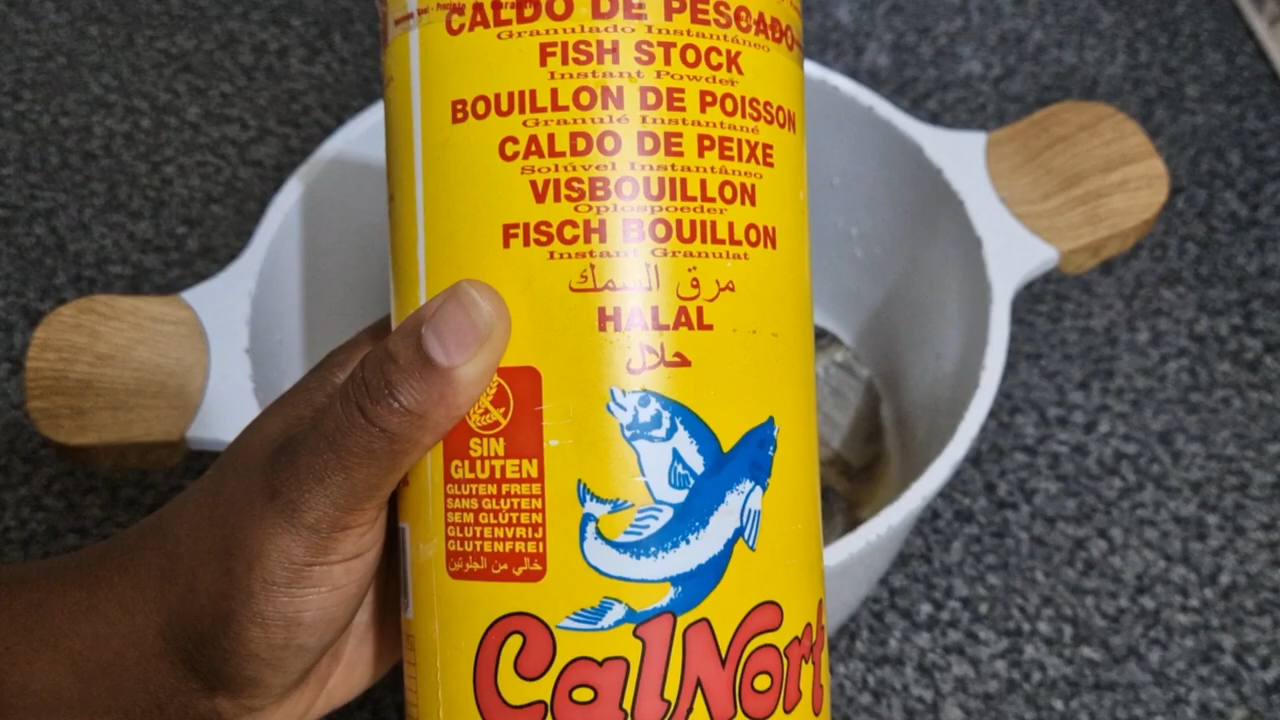 CALDO DE PESCADO
Granulado Instantáneo
FISH STOCK
Instant Powder
BOUILLON DE POISSON
Granulé Instantané
CALDO DE PEIXE
Solúvel Instantâneo
VISBOUILLON
Oplospoeder
FISCH BOUILLON
Instant Granulat
مرق السمك
HALAL
حلال
SIN
GLUTEN
GLUTEN FREE
SANS GLUTEN
SEM GLÚTEN
GLUTENVRIJ
GLUTENFREI
خالي من الجلوتين
CalNort